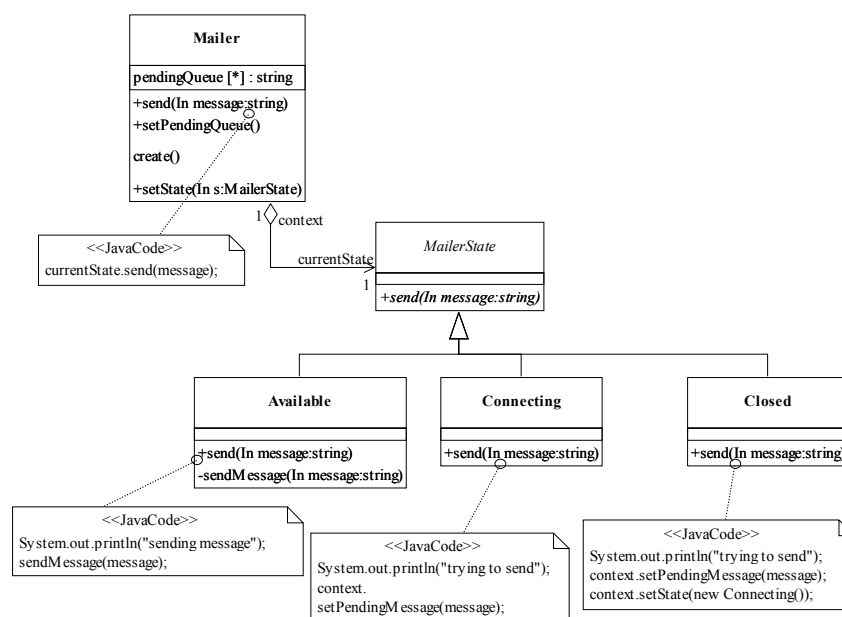 Mailer
pendingQueue [*] : string
+send(In message:string)
+setPendingQueue()
create()
+setState(In s:MailerState)
1
context
<<JavaCode>>
currentState.send(message);
currentState
1
MailerState
+send(In message:string)
Available
+send(In message:string)
-sendMessage(In message:string)
Connecting
+send(In message:string)
Closed
+send(In message:string)
<<JavaCode>>
System.out.println("sending message");
sendMessage(message);
<<JavaCode>>
System.out.println("trying to send");
context.
setPendingMessage(message);
<<JavaCode>>
System.out.println("trying to send");
context.setPendingMessage(message);
context.setState(new Connecting());